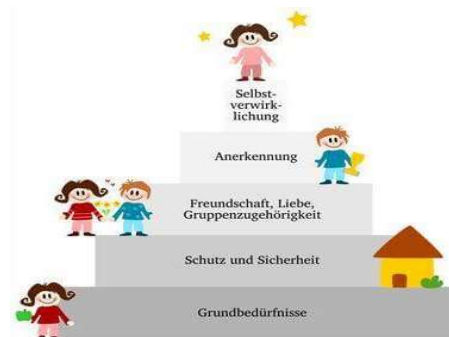 Selbst-
verwirk-
lichung
Anerkennung
Freundschaft, Liebe,
Gruppenzugehörigkeit
Schutz und Sicherheit
Grundbedürfnisse